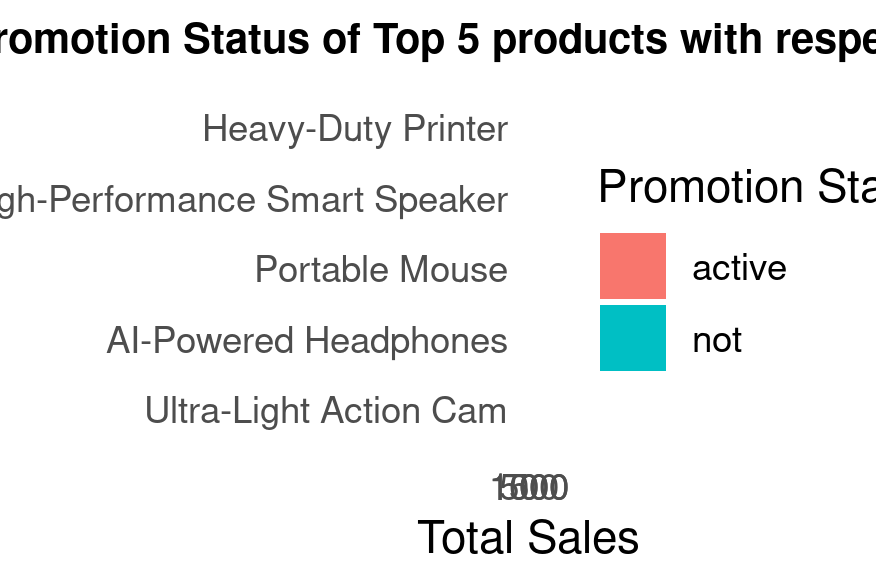 romotion Status of Top 5 products with respe
Heavy-Duty Printer
gh-Performance Smart Speaker
Promotion Sta
Portable Mouse
active
AI-Powered Headphones
not
Ultra-Light Action Cam
Total Sales